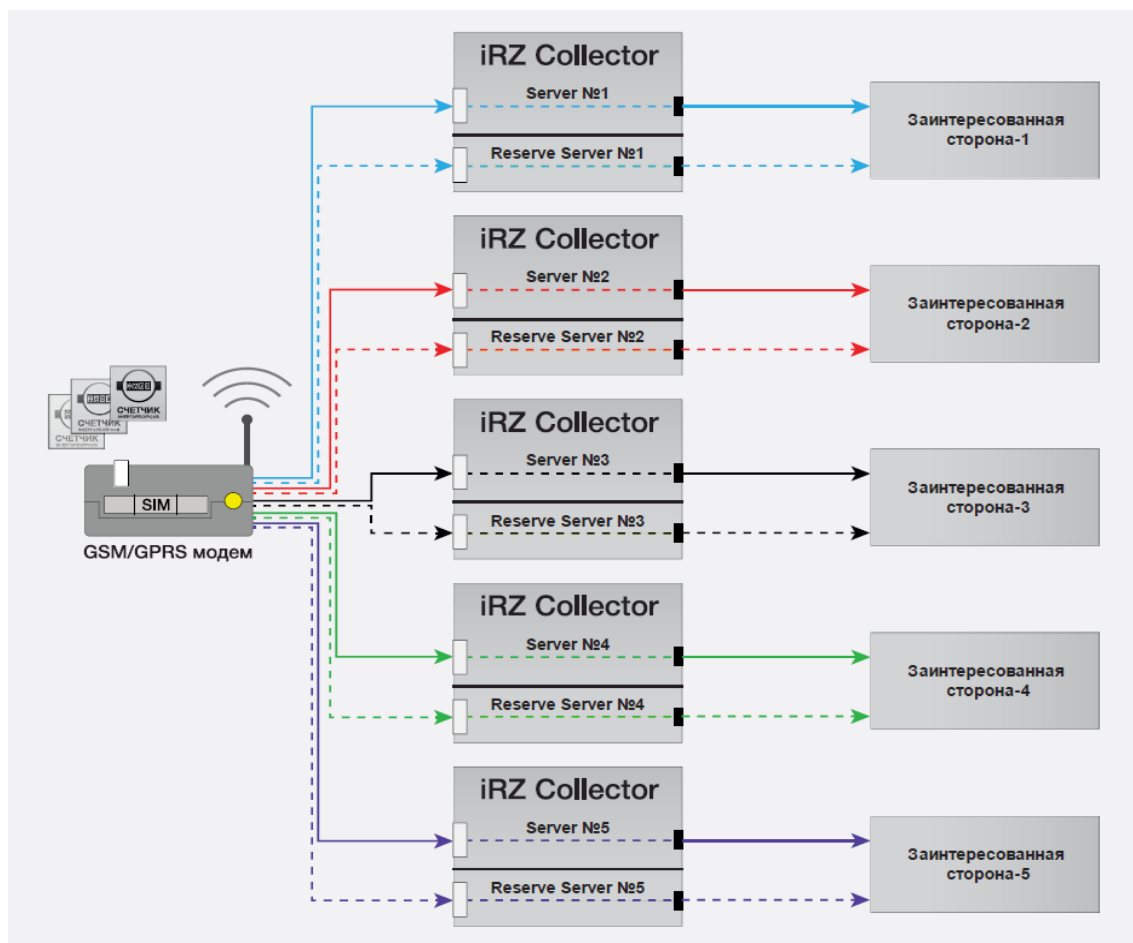 iRZ Collector
Server №1
Reserve Server №1
Заинтересованная
сторона-1
iRZ Collector
Server №2
Reserve Server №2
Заинтересованная
сторона-2
СЧЕТЧИК
СЧЕТЧИК
СЧЕТЧИК
SIM
GSM/GPRS модем
iRZ Collector
Server №3
Reserve Server №3
Заинтересованная
сторона-3
iRZ Collector
Server №4
Reserve Server №4
Заинтересованная
сторона-4
iRZ Collector
Server №5
Reserve Server №5
Заинтересованная
сторона-5